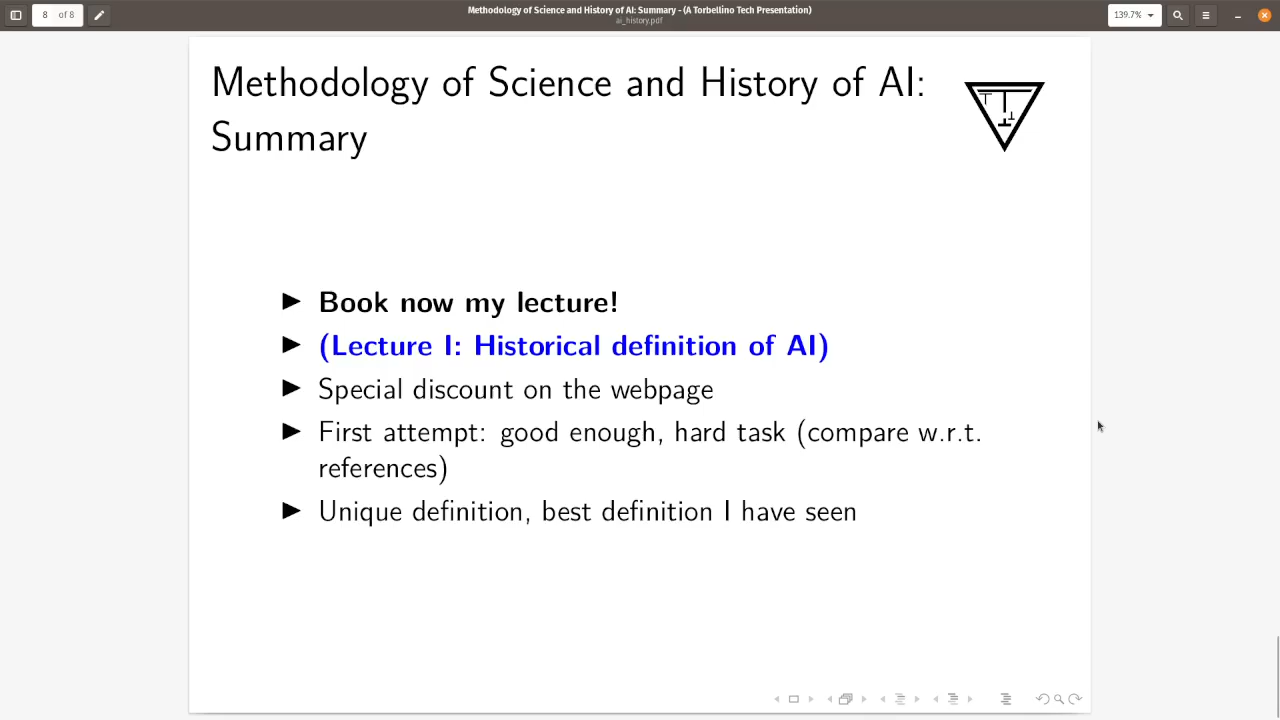 8 of 8
Methodology of Science and History of AI: Summary - (A Torbellino Tech Presentation)
ai_history.pdf
139.7%
Methodology of Science and History of AI:
Summary
Book now my lecture!
(Lecture I: Historical definition of AI)
Special discount on the webpage
First attempt: good enough, hard task (compare w.r.t.
references)
Unique definition, best definition I have seen